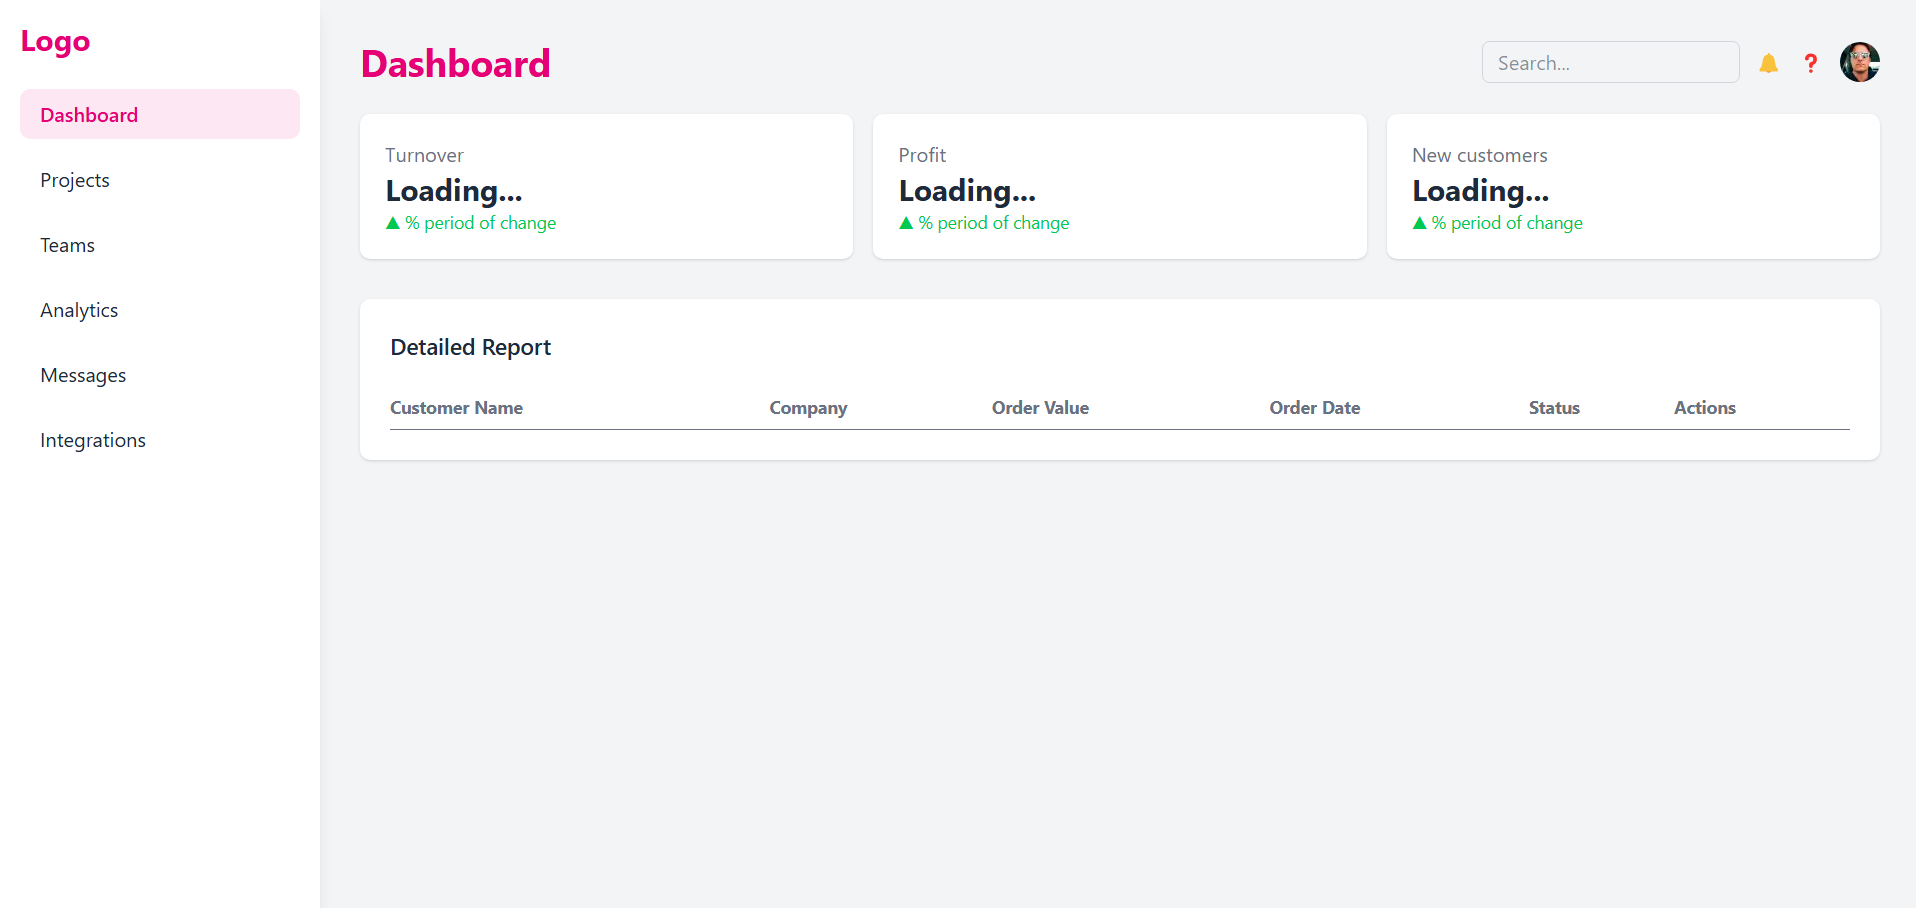 Logo
Dashboard
Projects
Teams
Analytics
Messages
Integrations
Dashboard
Search...
Turnover
Loading...
▲ % period of change
Profit
Loading...
▲ % period of change
New customers
Loading...
▲ % period of change
Detailed Report
Customer Name Company Order Value Order Date Status Actions